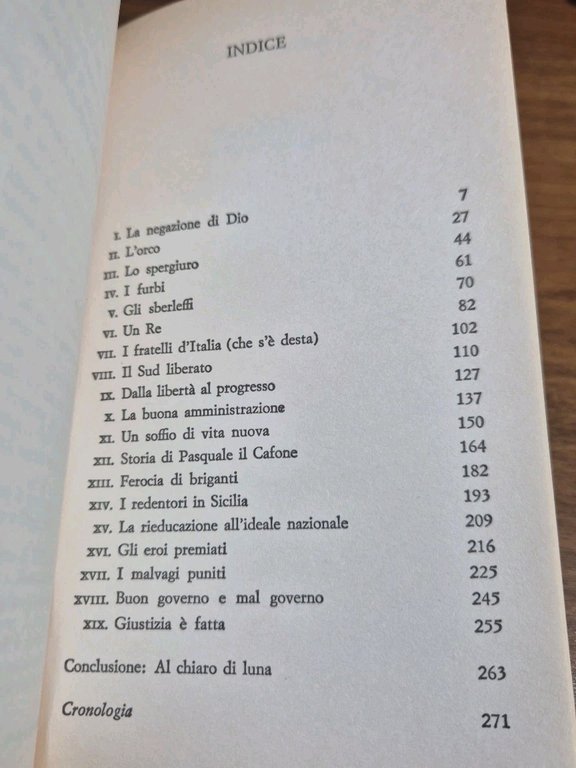 INDICE
I. La negazione di Dio 7
II. L'orco 27
III. Lo spergiuro 44
IV. I furbi 61
V. Gli sberleffi 70
VI. Un Re 82
VII. I fratelli d'Italia (che s'è desta) 102
VIII. Il Sud liberato 110
IX. Dalla libertà al progresso 127
X. La buona amministrazione 137
XI. Un soffio di vita nuova 150
XII. Storia di Pasquale il Cafone 164
XIII. Ferocia di briganti 182
XIV. I redentori in Sicilia 193
XV. La rieducazione all'ideale nazionale 209
XVI. Gli eroi premiati 216
XVII. I malvagi puniti 225
XVIII. Buon governo e mal governo 245
XIX. Giustizia è fatta 255
Conclusione: Al chiaro di luna 263
Cronologia 271